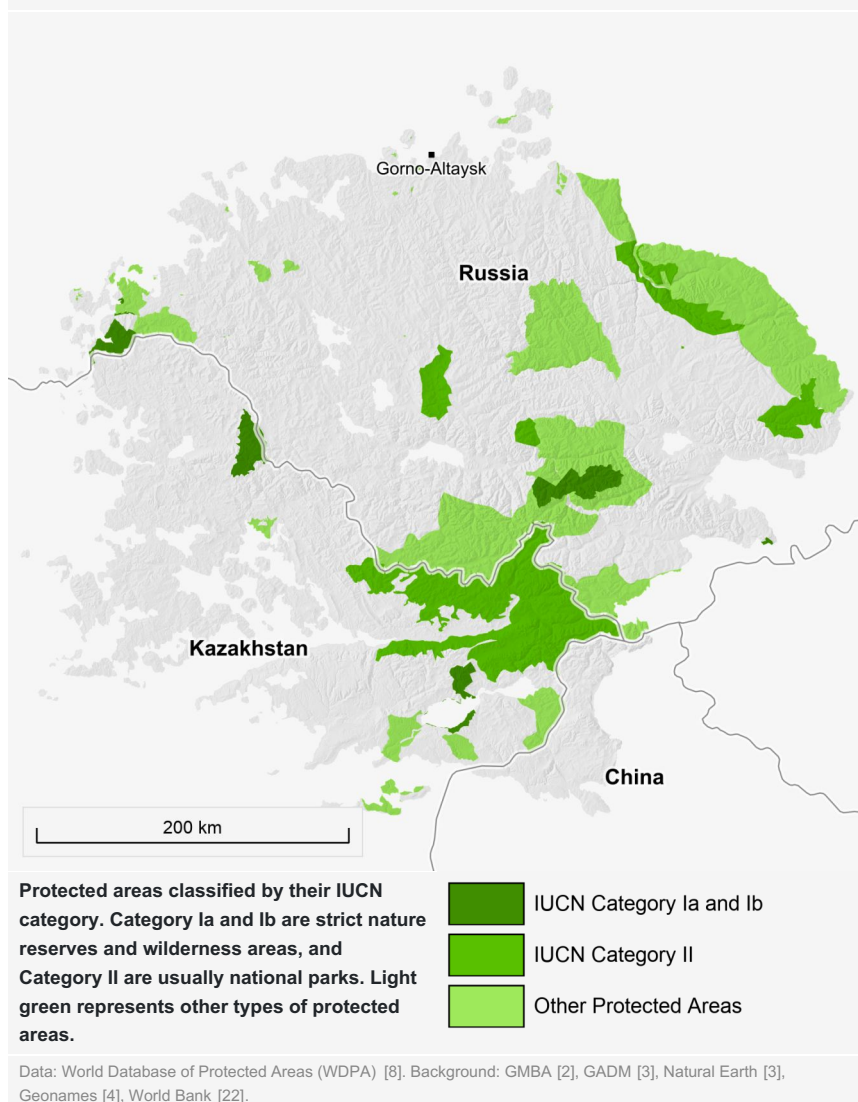 Gorno-Altaysk
Russia
Kazakhstan
China
200 km
Protected areas classified by their IUCN
category. Category Ia and Ib are strict nature
reserves and wilderness areas, and
Category II are usually national parks. Light
green represents other types of protected
areas.
IUCN Category Ia and Ib
IUCN Category II
Other Protected Areas
Data: World Database of Protected Areas (WDPA) [8]. Background: GMBA [2], GADM [3], Natural Earth [3],
Geonames [4], World Bank [22].